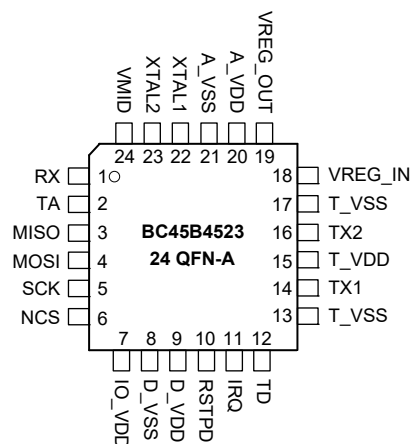 VMID
XTAL2
XTAL1
A_VSS
A_VDD
VREG_OUT
24 23 22 21 20 19
RX 1 18 VREG_IN
TA 2 17 T_VSS
MISO 3 BC45B4523 16 TX2
MOSI 4 24 QFN-A 15 T_VDD
SCK 5 14 TX1
NCS 6 13 T_VSS
7 8 9 10 11 12
IO_VDD
D_VSS
D_VDD
RSTPD
IRQ
TD